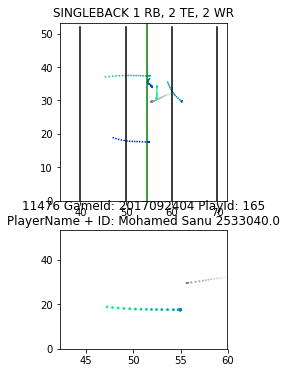 SINGLEBACK 1 RB, 2 TE, 2 WR
50
40
30
20
10
0
40 50 60 70
11476 GameId: 2017092404 PlayId: 165
PlayerName + ID: Mohamed Sanu 2533040.0
40
20
0
45 50 55 60